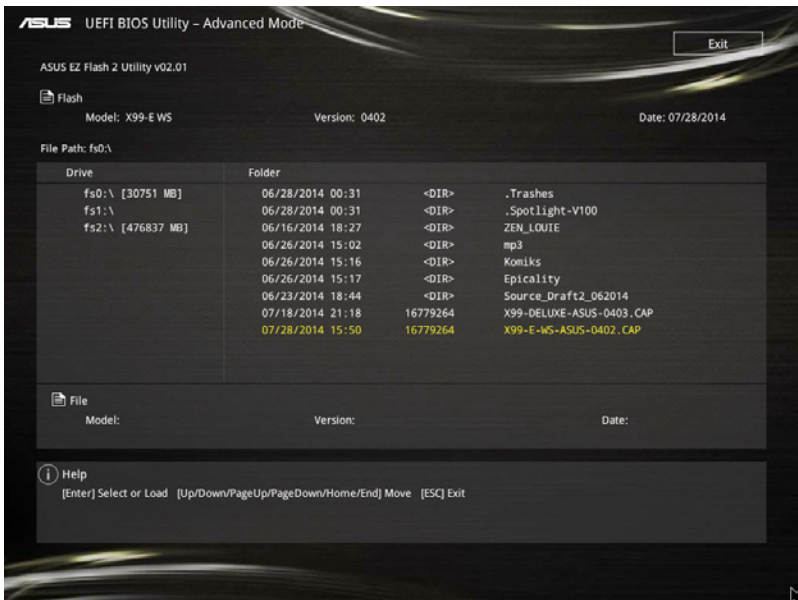 ASUS UEFI BIOS Utility – Advanced Mode
Exit
ASUS EZ Flash 2 Utility v02.01
Flash
Model: X99-E WS Version: 0402 Date: 07/28/2014
File Path: fs0:\
Drive Folder
fs0:\ [30751 MB] 06/28/2014 00:31 <DIR> .Trashes
fs1:\ 06/28/2014 00:31 <DIR> .Spotlight-V100
fs2:\ [476837 MB] 06/16/2014 18:27 <DIR> ZEN_LOUIE
06/26/2014 15:02 <DIR> mp3
06/26/2014 15:16 <DIR> Komiks
06/26/2014 15:17 <DIR> Epicality
06/23/2014 18:44 <DIR> Source_Draft2_062014
07/18/2014 21:18 16779264 X99-DELUXE-ASUS-0403.CAP
07/28/2014 15:50 16779264 X99-E-WS-ASUS-0402.CAP
File
Model: Version: Date:
Help
[Enter] Select or Load [Up/Down/PageUp/PageDown/Home/End] Move [ESC] Exit